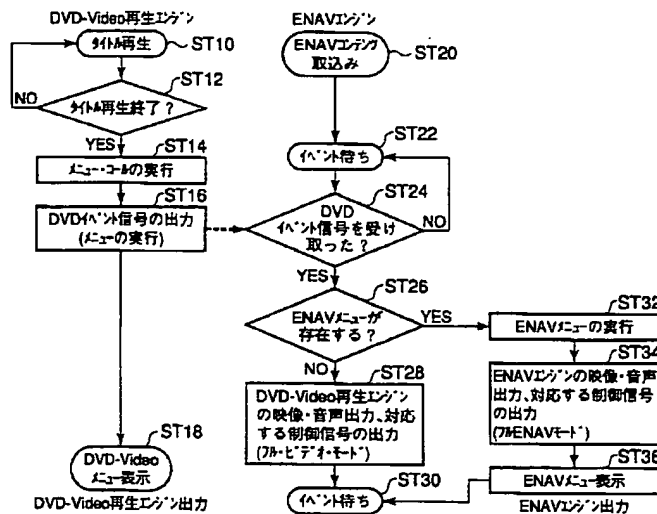 DVD-Video再生エンジン
タイトル再生
ST10
ST12
NO
タイトル再生終了?
YES
ST14
メニュー・コールの実行
ST16
DVDイベント信号の出力
(メニューの実行)
ST18
DVD-Video
メニュー表示
DVD-Video再生エンジン出力
ENAVエンジン
ENAVコンテンツ
取込み
ST20
ST22
イベント待ち
ST24
DVD
イベント信号を受け
取った?
NO
YES
ST26
ENAVメニューが
存在する?
YES
NO
ST28
DVD-Video再生エンジン
の映像・音声出力、対応
する制御信号の出力
(フル・ビデオ・モード)
ST30
イベント待ち
ST32
ENAVメニューの実行
ST34
ENAVエンジンの映像・音声
出力、対応する制御信号
の出力
(フルENAVモード)
ST36
ENAVメニュー表示
ENAVエンジン出力